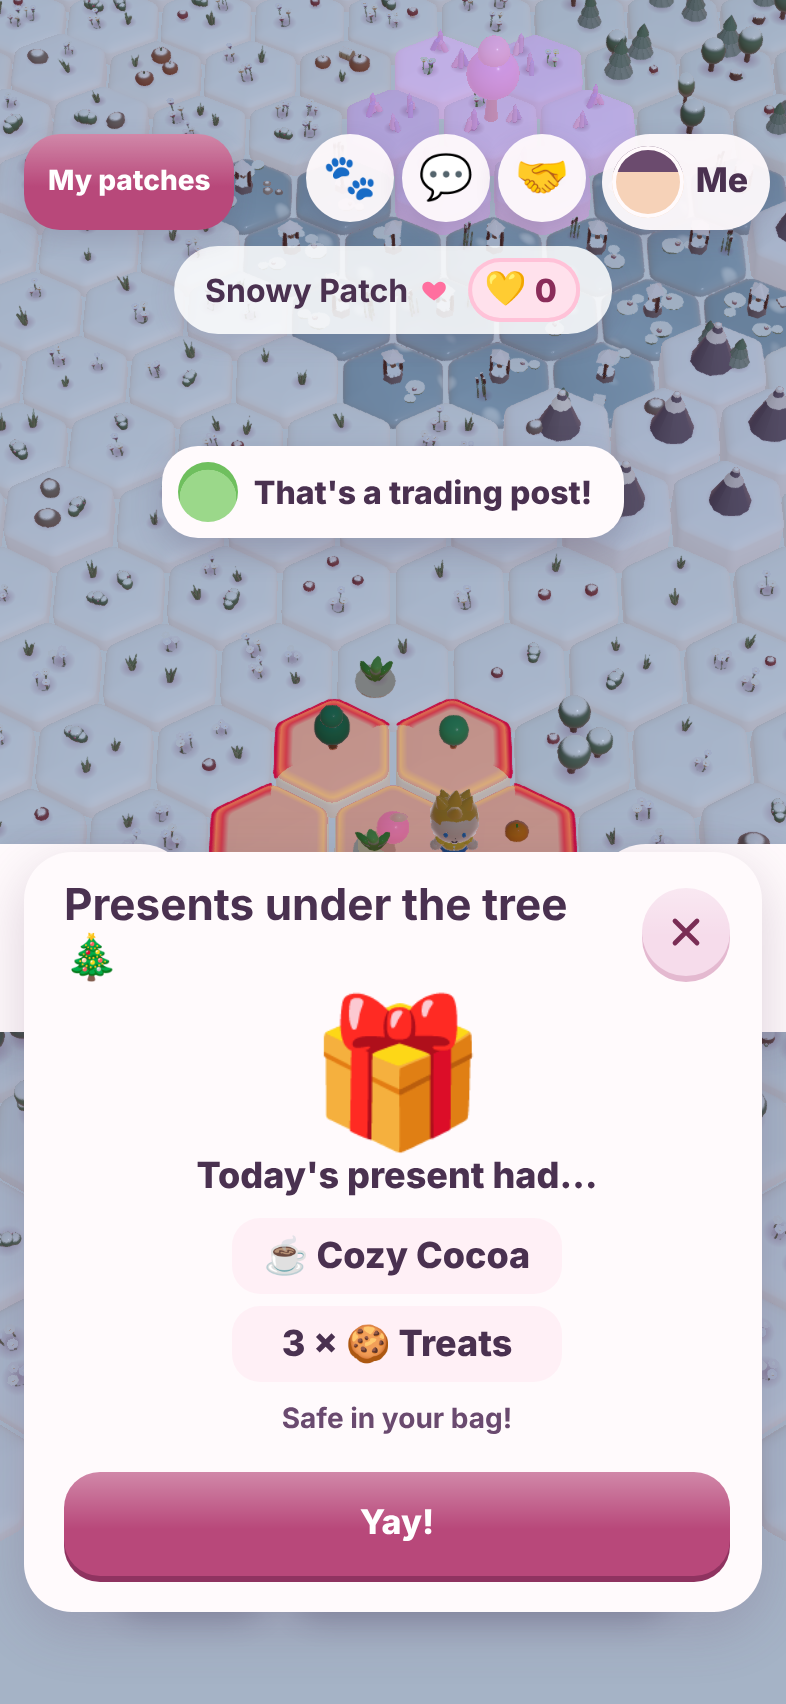 My patches
Me
Snowy Patch
0
That's a trading post!
Presents under the tree
Today's present had...
Cozy Cocoa
3 × Treats
Safe in your bag!
Yay!